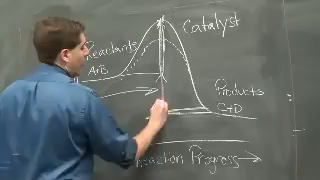 Catalyst
Reactants
A+B
Products
C+D
Reaction Progress